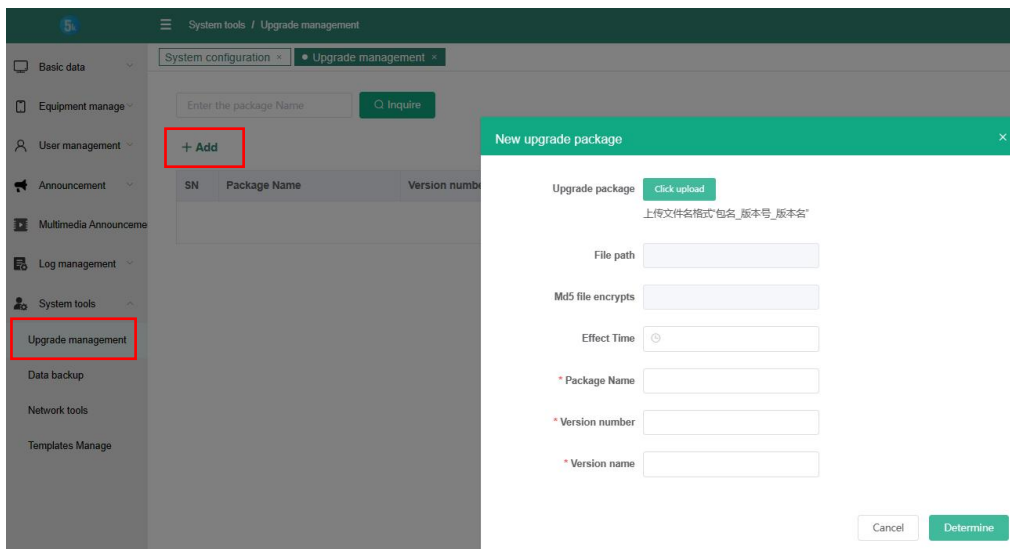 5
System tools / Upgrade management
System configuration ×
Upgrade management ×
Basic data
Equipment manage
User management
Announcement
Multimedia Announceme
Log management
System tools
Upgrade management
Data backup
Network tools
Templates Manage
Enter the package Name
Inquire
+ Add
SN Package Name Version numbe
New upgrade package ×
Upgrade package Click upload
上传文件名格式“包名_版本号_版本名”
File path
Md5 file encrypts
Effect Time
* Package Name
* Version number
* Version name
Cancel Determine